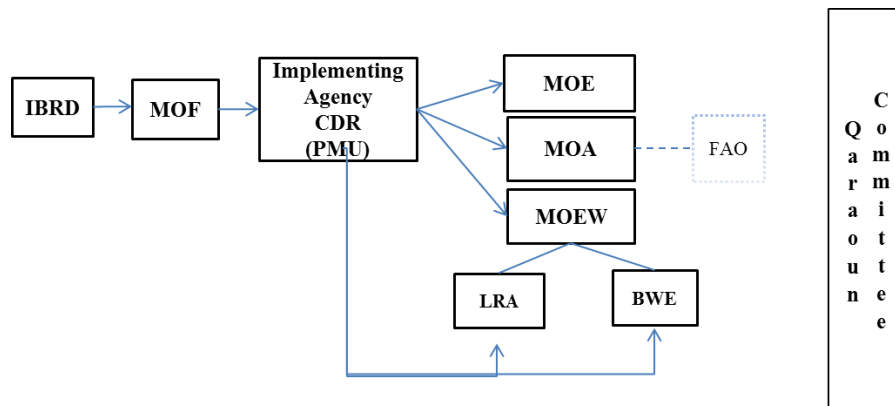 IBRD
MOF
Implementing
Agency
CDR
(PMU)
MOE
MOA
FAO
MOEW
LRA
BWE
Qaraoun
Committee